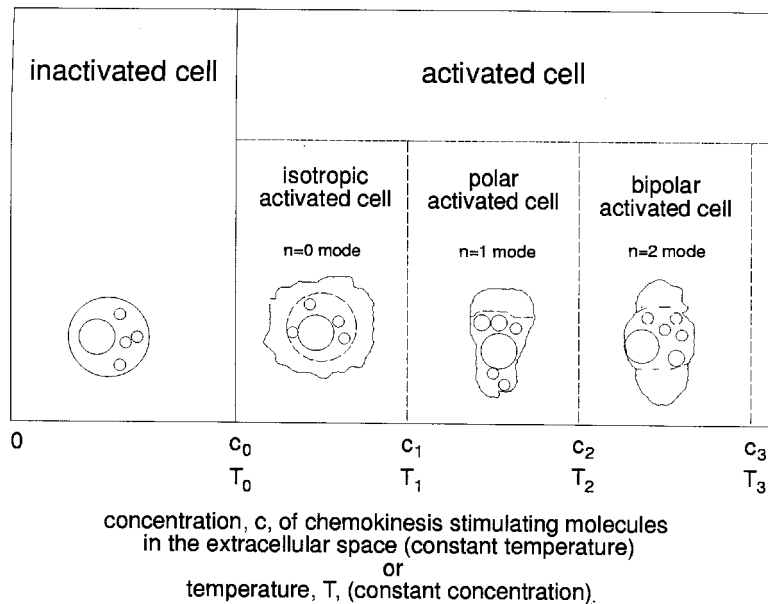 inactivated cell
activated cell
isotropic
activated cell
polar
activated cell
bipolar
activated cell
n=0 mode
n=1 mode
n=2 mode
0
c₀
c₁
c₂
c₃
T₀
T₁
T₂
T₃
concentration, c, of chemokinesis stimulating molecules
in the extracellular space (constant temperature)
or
temperature, T, (constant concentration).